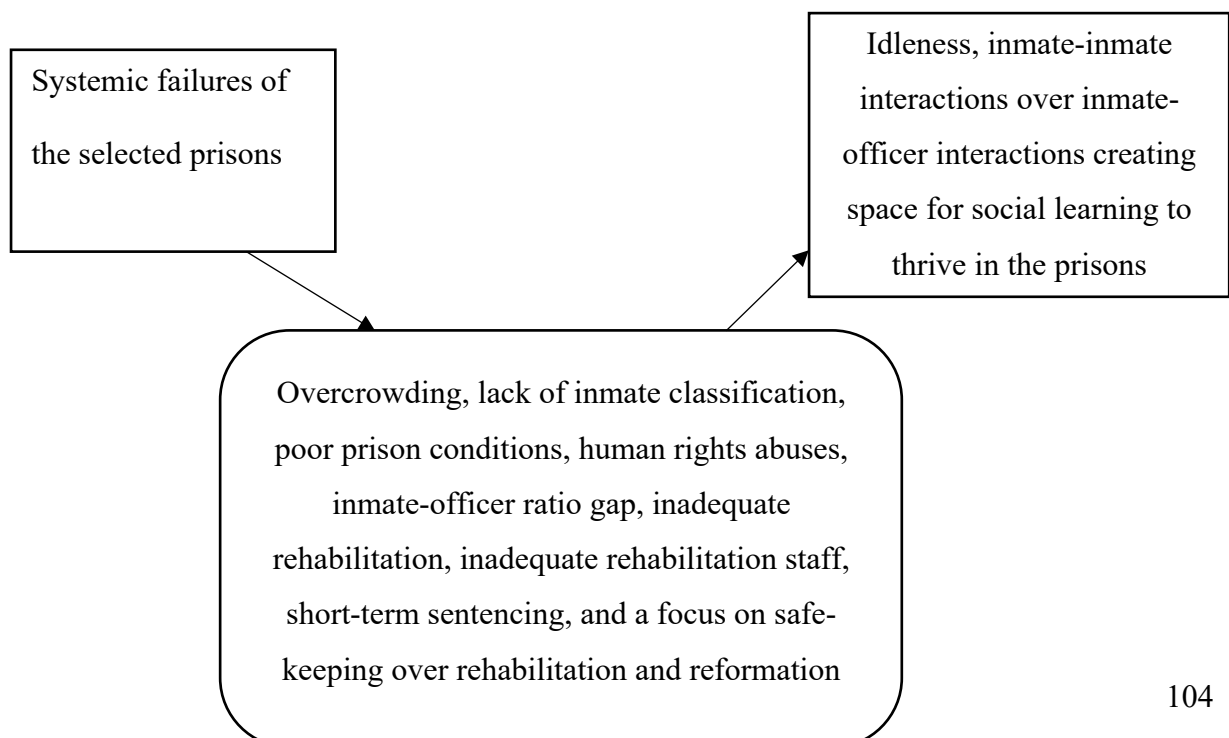 Systemic failures of
the selected prisons
Idleness, inmate-inmate
interactions over inmate-
officer interactions creating
space for social learning to
thrive in the prisons
Overcrowding, lack of inmate classification,
poor prison conditions, human rights abuses,
inmate-officer ratio gap, inadequate
rehabilitation, inadequate rehabilitation staff,
short-term sentencing, and a focus on safe-
keeping over rehabilitation and reformation
104